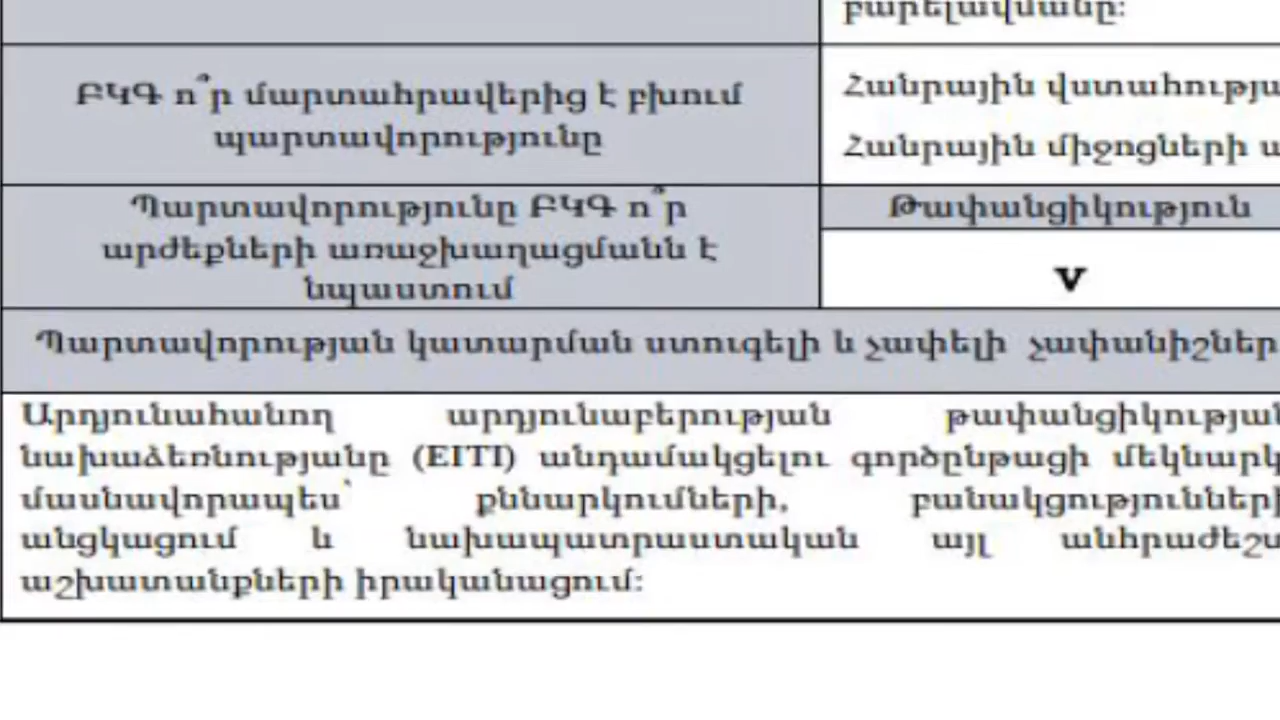 բարելավմանը:
ԲԿԳ ո՞ր մարտահրավերից է բխում
պարտավորությունը
Հանրային վստահությա
Հանրային միջոցների
Պարտավորությունը ԲԿԳ ո՞ր
արժեքների առաջխաղացմանն է
նպաստում
Թափանցիկություն
v
Պարտավորության կատարման ստուգելի և չափելի չափանիշներ
Արդյունահանող արդյունաբերության թափանցիկության
նախաձեռնությանը (EITI) անդամակցելու գործընթացի մեկնարկ
մասնավորապես՝ քննարկումների, բանակցությունների
անցկացում և նախապատրաստական այլ անհրաժեշտ
աշխատանքների իրականացում: